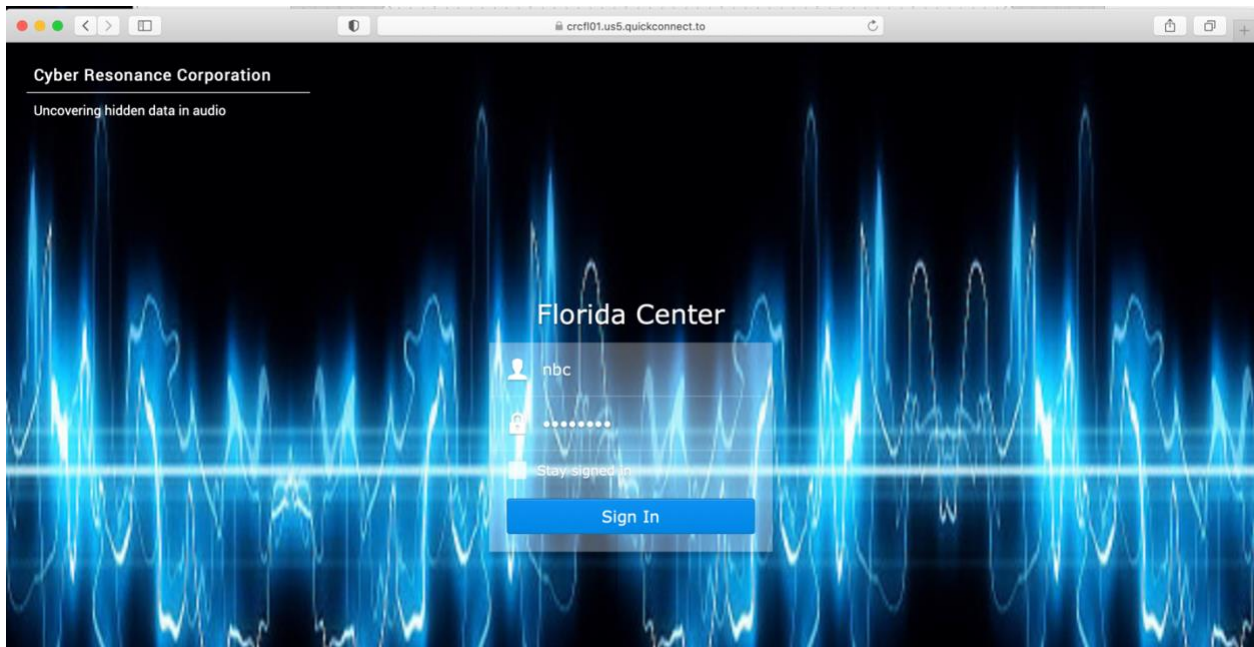 crcfl01.us5.quickconnect.to
Cyber Resonance Corporation
Uncovering hidden data in audio
Florida Center
nbc
••••••••
Stay signed in
Sign In